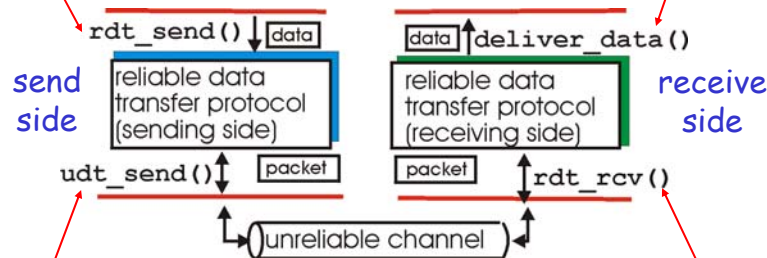 rdt_send()
data
data
deliver_data()
send
side
reliable data
transfer protocol
(sending side)
reliable data
transfer protocol
(receiving side)
receive
side
udt_send()
packet
packet
rdt_rcv()
unreliable channel